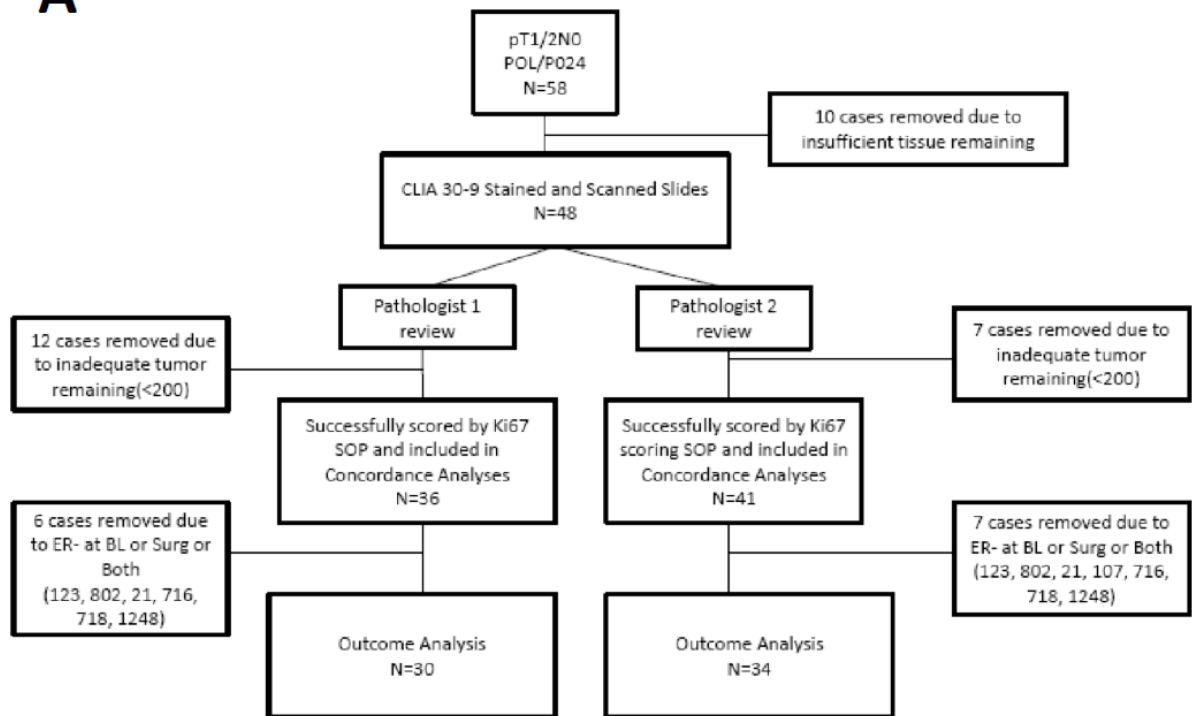 A
pT1/2N0
POL/P024
N=58
10 cases removed due to
insufficient tissue remaining
CLIA 30-9 Stained and Scanned Slides
N=48
Pathologist 1
review
Pathologist 2
review
12 cases removed due
to inadequate tumor
remaining(<200)
7 cases removed due to
inadequate tumor
remaining(<200)
Successfully scored by Ki67
SOP and included in
Concordance Analyses
N=36
Successfully scored by Ki67
scoring SOP and included in
Concordance Analyses
N=41
6 cases removed due
to ER- at BL or Surg or
Both
(123, 802, 21, 716,
718, 1248)
7 cases removed due to
ER- at BL or Surg or Both
(123, 802, 21, 107, 716,
718, 1248)
Outcome Analysis
N=30
Outcome Analysis
N=34